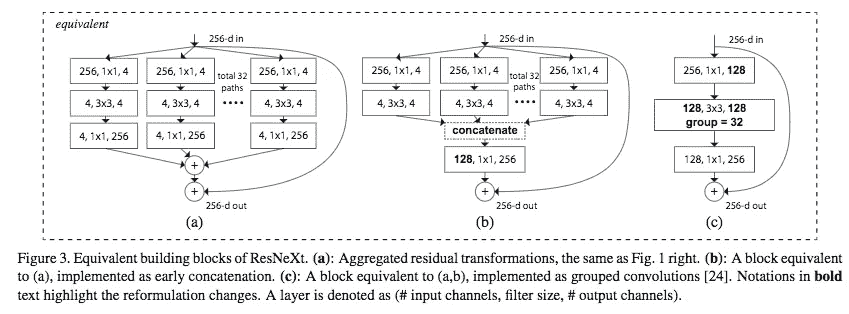 equivalent
256-d in
256, 1x1, 4
256, 1x1, 4
total 32
paths
256, 1x1, 4
4, 3x3, 4
4, 3x3, 4
....
4, 3x3, 4
4, 1x1, 256
4, 1x1, 256
4, 1x1, 256
+
+
256-d out
(a)
256-d in
256, 1x1, 4
256, 1x1, 4
total 32
paths
256, 1x1, 4
4, 3x3, 4
4, 3x3, 4
....
4, 3x3, 4
concatenate
128, 1x1, 256
+
256-d out
(b)
256-d in
256, 1x1, 128
128, 3x3, 128
group = 32
128, 1x1, 256
+
256-d out
(c)
Figure 3. Equivalent building blocks of ResNeXt. (a): Aggregated residual transformations, the same as Fig. 1 right. (b): A block equivalent
to (a), implemented as early concatenation. (c): A block equivalent to (a,b), implemented as grouped convolutions [24]. Notations in bold
text highlight the reformulation changes. A layer is denoted as (# input channels, filter size, # output channels).